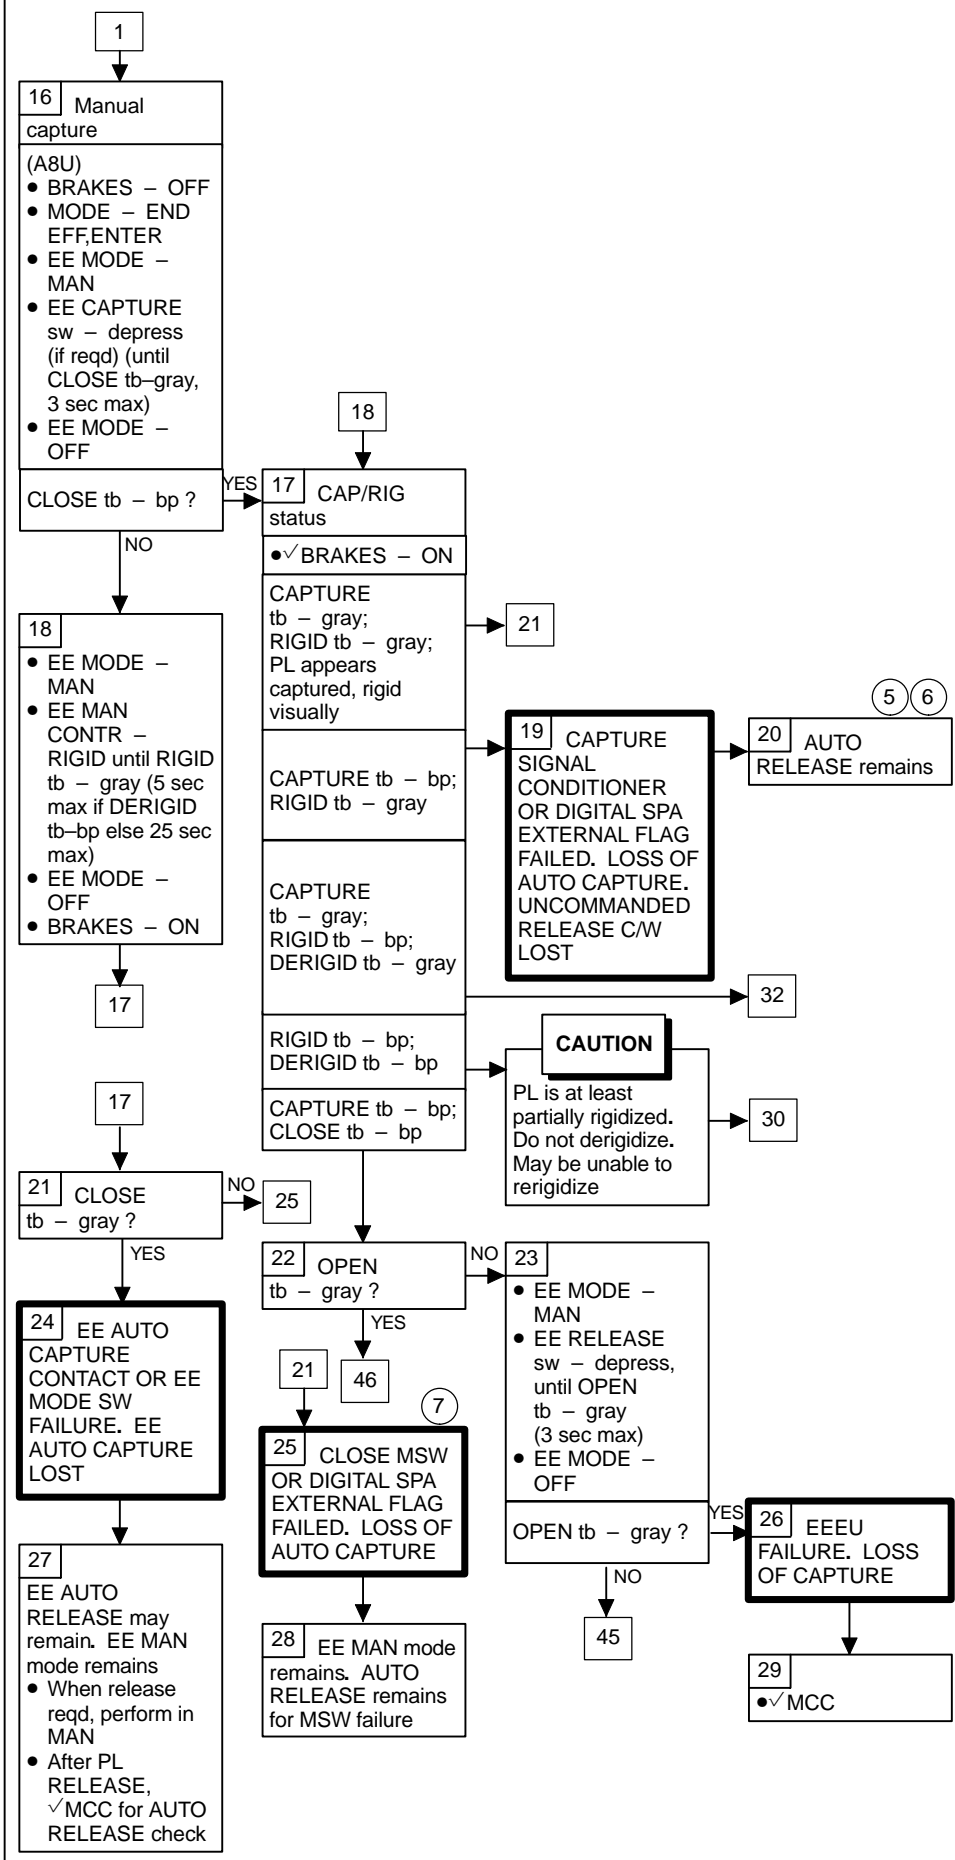 1
16 Manual
capture
(A8U)
● BRAKES – OFF
● MODE – END
EFF,ENTER
● EE MODE –
MAN
● EE CAPTURE
sw – depress
(if reqd) (until
CLOSE tb–gray,
3 sec max)
● EE MODE –
OFF
CLOSE tb – bp ?
YES
NO
18
● EE MODE –
MAN
● EE MAN
CONTR –
RIGID until RIGID
tb – gray (5 sec
max if DERIGID
tb–bp else 25 sec
max)
● EE MODE –
OFF
● BRAKES – ON
17
18
17 CAP/RIG
status
●√BRAKES – ON
CAPTURE
tb – gray;
RIGID tb – gray;
PL appears
captured, rigid
visually
21
CAPTURE tb – bp;
RIGID tb – gray
19 CAPTURE
SIGNAL
CONDITIONER
OR DIGITAL SPA
EXTERNAL FLAG
FAILED. LOSS OF
AUTO CAPTURE.
UNCOMMANDED
RELEASE C/W
LOST
5 6
20 AUTO
RELEASE remains
CAPTURE
tb – gray;
RIGID tb – bp;
DERIGID tb – gray
32
RIGID tb – bp;
DERIGID tb – bp
CAUTION
PL is at least
partially rigidized.
Do not derigidize.
May be unable to
rerigidize
30
CAPTURE tb – bp;
CLOSE tb – bp
17
21 CLOSE
tb – gray ?
NO
25
YES
24 EE AUTO
CAPTURE
CONTACT OR EE
MODE SW
FAILURE. EE
AUTO CAPTURE
LOST
27
EE AUTO
RELEASE may
remain. EE MAN
mode remains
● When release
reqd, perform in
MAN
● After PL
RELEASE,
√MCC for AUTO
RELEASE check
22 OPEN
tb – gray ?
NO
YES
46
21
7
25 CLOSE MSW
OR DIGITAL SPA
EXTERNAL FLAG
FAILED. LOSS OF
AUTO CAPTURE
28 EE MAN mode
remains. AUTO
RELEASE remains
for MSW failure
23
● EE MODE –
MAN
● EE RELEASE
sw – depress,
until OPEN
tb – gray
(3 sec max)
● EE MODE –
OFF
OPEN tb – gray ?
YES
NO
45
26 EEEU
FAILURE. LOSS
OF CAPTURE
29
●√MCC